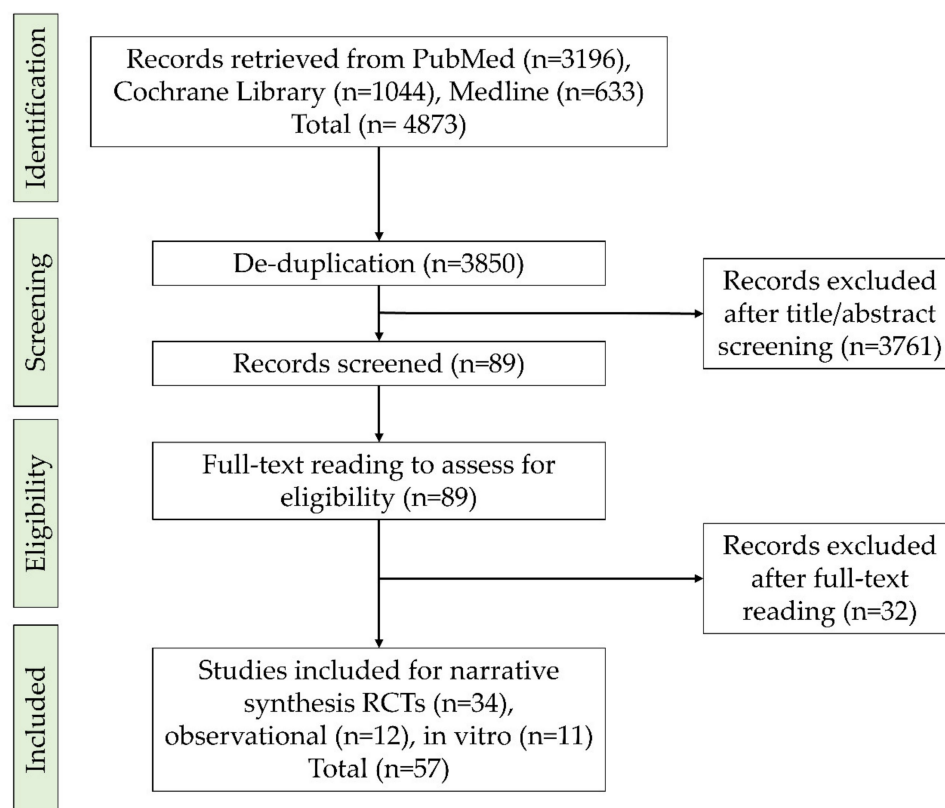 Identification
Records retrieved from PubMed (n=3196),
Cochrane Library (n=1044), Medline (n=633)
Total (n= 4873)
Screening
De-duplication (n=3850)
Records excluded
after title/abstract
screening (n=3761)
Records screened (n=89)
Eligibility
Full-text reading to assess for
eligibility (n=89)
Records excluded
after full-text
reading (n=32)
Included
Studies included for narrative
synthesis RCTs (n=34),
observational (n=12), in vitro (n=11)
Total (n=57)